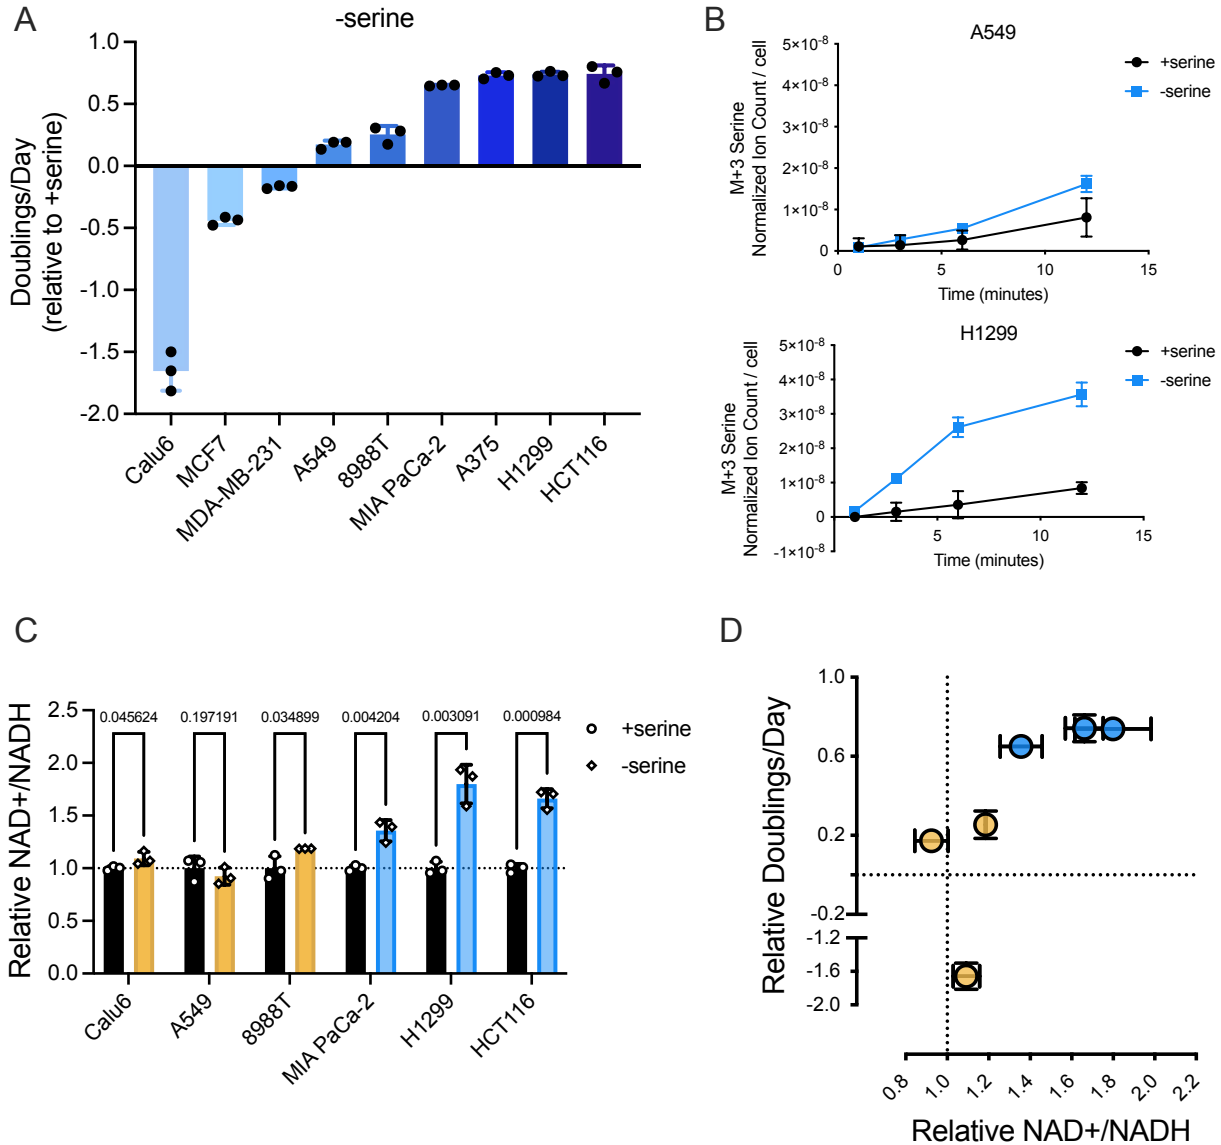 A
-serine
Doublings/Day
(relative to +serine)
1.0
0.5
0.0
-0.5
-1.0
-1.5
-2.0
Calu6
MCF7
MDA-MB-231
A549
8988T
MIA PaCa-2
A375
H1299
HCT116
B
A549
M+3 Serine
Normalized Ion Count / cell
5×10⁻⁸
4×10⁻⁸
3×10⁻⁸
2×10⁻⁸
1×10⁻⁸
0
0
5
10
15
Time (minutes)
+serine
-serine
H1299
M+3 Serine
Normalized Ion Count / cell
5×10⁻⁸
4×10⁻⁸
3×10⁻⁸
2×10⁻⁸
1×10⁻⁸
0
-1×10⁻⁸
5
10
15
Time (minutes)
+serine
-serine
C
Relative NAD+/NADH
2.5
2.0
1.5
1.0
0.5
0.0
0.045624
0.197191
0.034899
0.004204
0.003091
0.000984
+serine
-serine
Calu6
A549
8988T
MIA PaCa-2
H1299
HCT116
D
Relative Doublings/Day
1.0
0.6
0.2
-0.2
-1.2
-1.6
-2.0
0.8
1.0
1.2
1.4
1.6
1.8
2.0
2.2
Relative NAD+/NADH